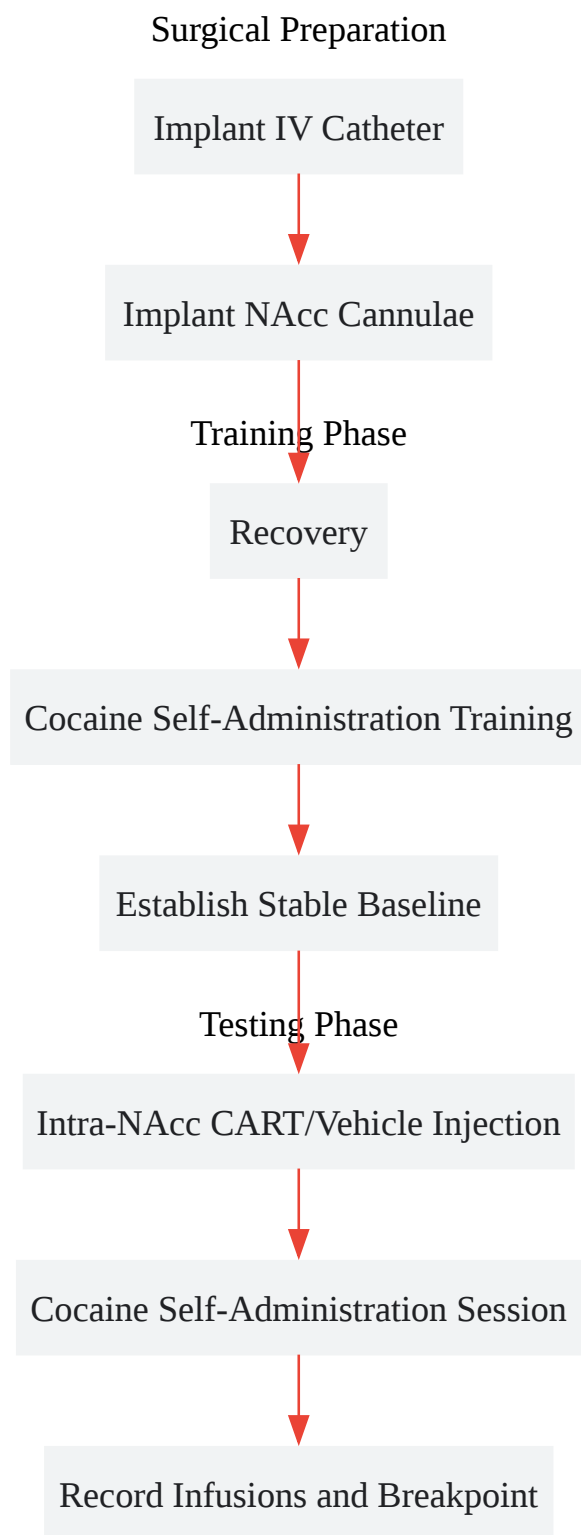 Surgical Preparation
Implant IV Catheter
Implant NAcc Cannulae
Training Phase
Recovery
Cocaine Self-Administration Training
Establish Stable Baseline
Testing Phase
Intra-NAcc CART/Vehicle Injection
Cocaine Self-Administration Session
Record Infusions and Breakpoint